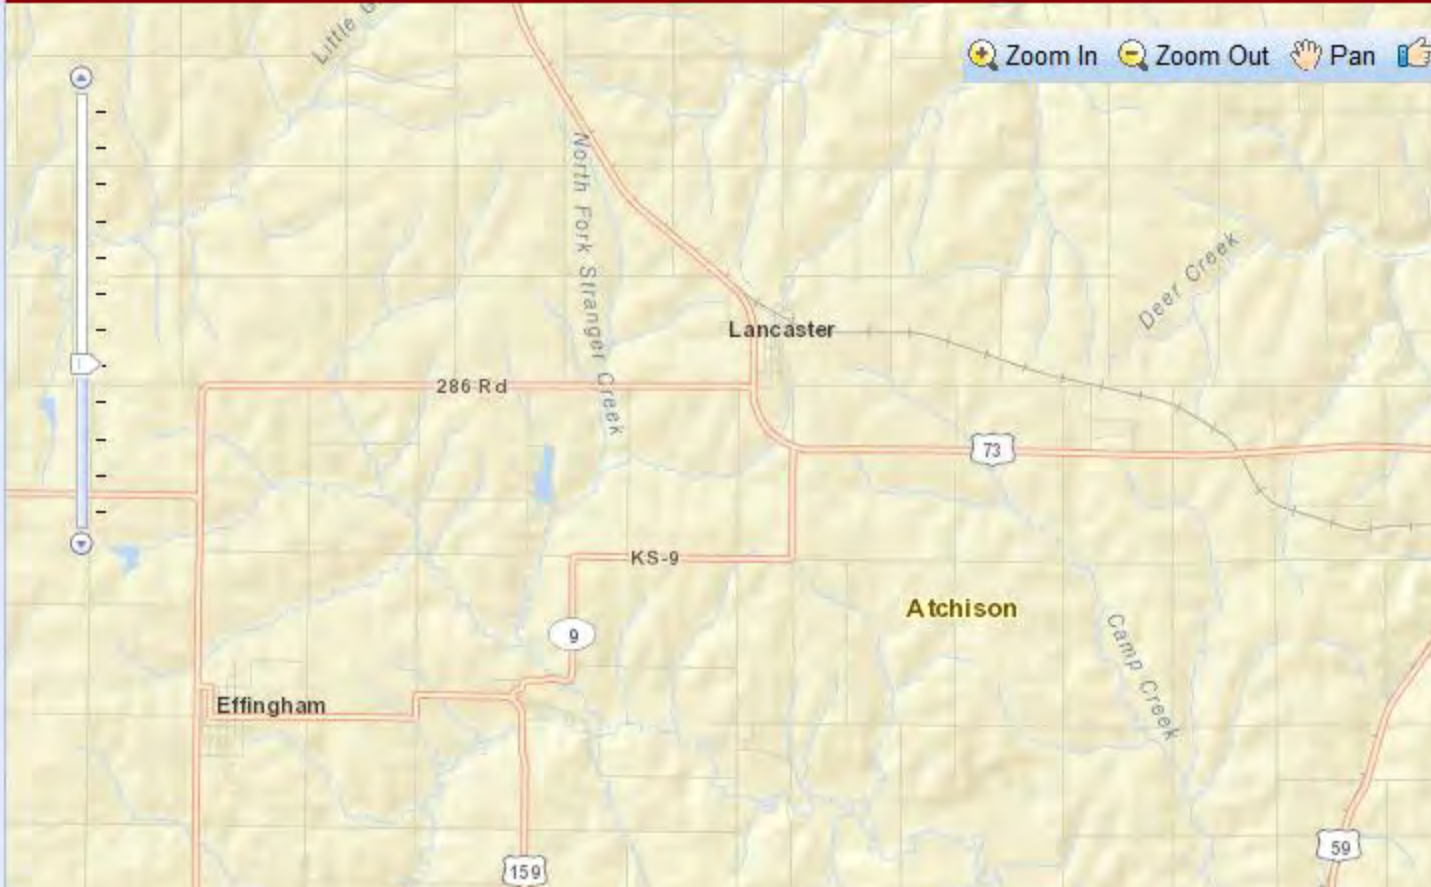 Little G
Zoom In Zoom Out Pan
North Fork Stranger Creek
Deer Creek
Lancaster
286 Rd
73
KS-9
Atchison
9
Camp Creek
Effingham
59
159